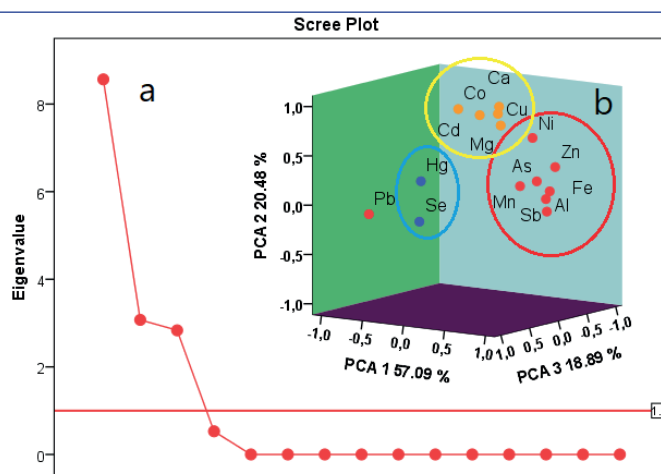 Scree Plot
a
b
Eigenvalue
8
6
4
2
0
1,
PCA 2 20.48 %
1,0
0,5
0,0
-0,5
-1,0
Ca
Co
Cu
Cd
Mg
Ni
Hg
As
Zn
Pb
Se
Mn
Fe
Sb
Al
-1,0
-0,5
0,0
0,5
1,0
PCA 1 57.09 %
1,0
0,5
0,0
-0,5
-1,0
PCA 3 18.89 %